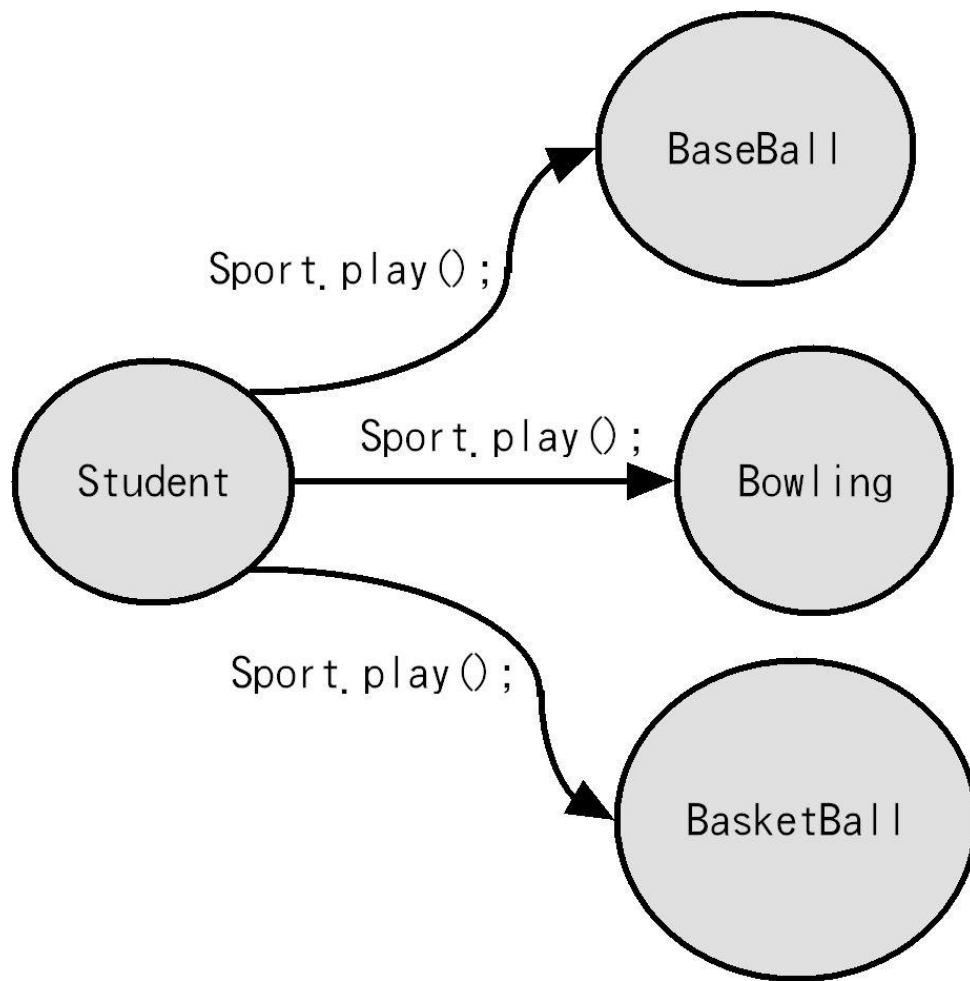 BaseBall
Sport.play();
Sport.play();
Student
Bowling
Sport.play();
BasketBall